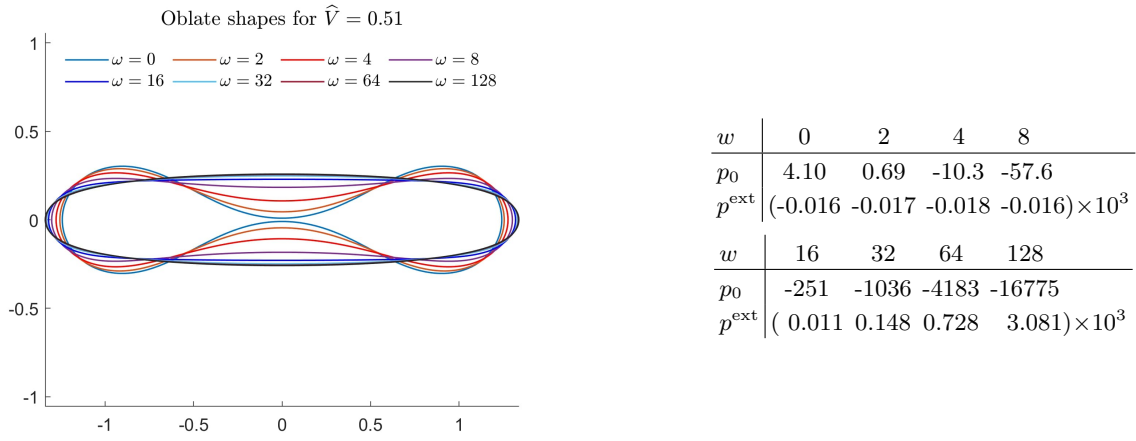 Oblate shapes for V̂ = 0.51
ω = 0 ω = 2 ω = 4 ω = 8
ω = 16 ω = 32 ω = 64 ω = 128
1
0.5
0
-0.5
-1
-1 -0.5 0 0.5 1
w 0 2 4 8
p₀ 4.10 0.69 -10.3 -57.6
pᵉˣᵗ (-0.016 -0.017 -0.018 -0.016)×10³
w 16 32 64 128
p₀ -251 -1036 -4183 -16775
pᵉˣᵗ ( 0.011 0.148 0.728 3.081)×10³